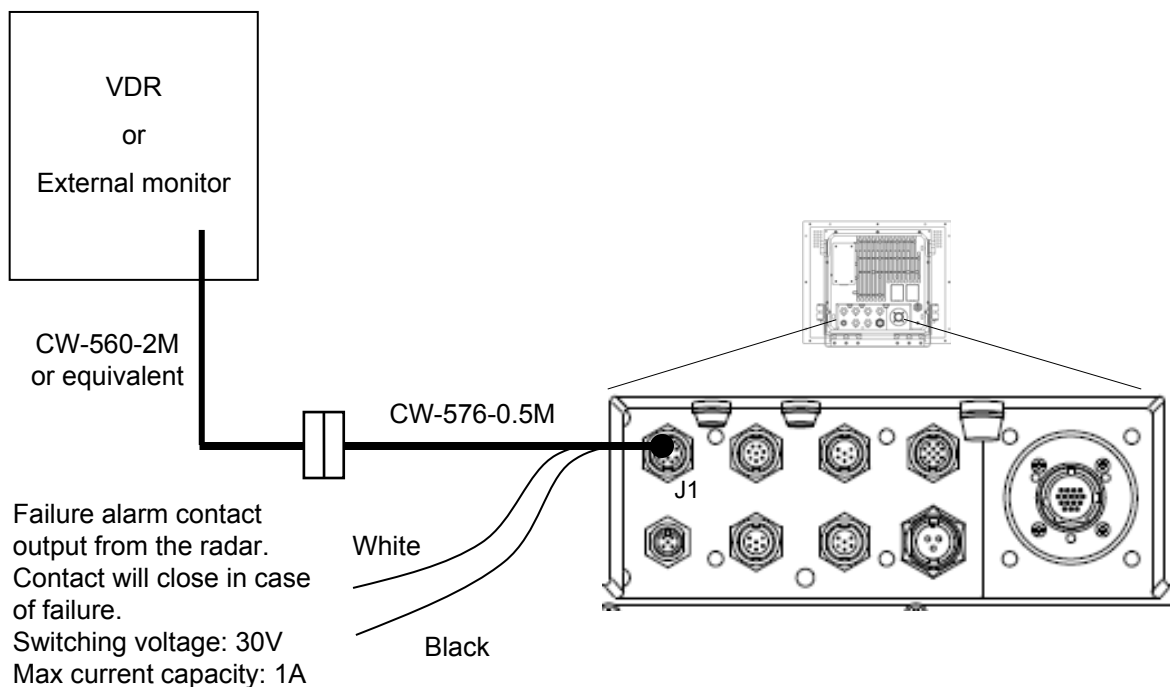 VDR
or
External monitor
CW-560-2M
or equivalent
CW-576-0.5M
J1
Failure alarm contact
output from the radar.
Contact will close in case
of failure.
Switching voltage: 30V
Max current capacity: 1A
White
Black